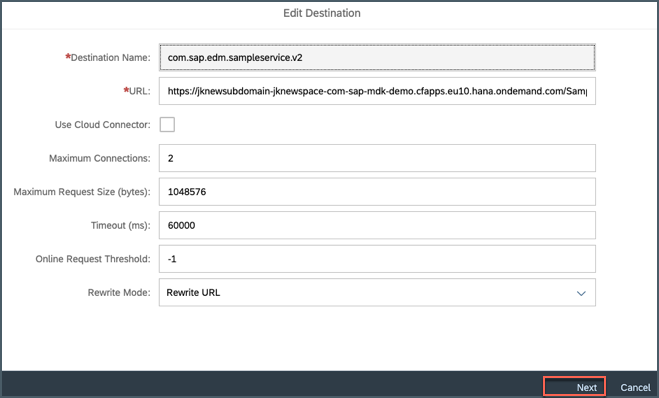 Edit Destination
*Destination Name: com.sap.edm.sampleservice.v2
*URL: https://jknewsubdomain-jknewspace-com-sap-mdk-demo.cfapps.eu10.hana.ondemand.com/Samp
Use Cloud Connector:
Maximum Connections: 2
Maximum Request Size (bytes): 1048576
Timeout (ms): 60000
Online Request Threshold: -1
Rewrite Mode: Rewrite URL
Next Cancel